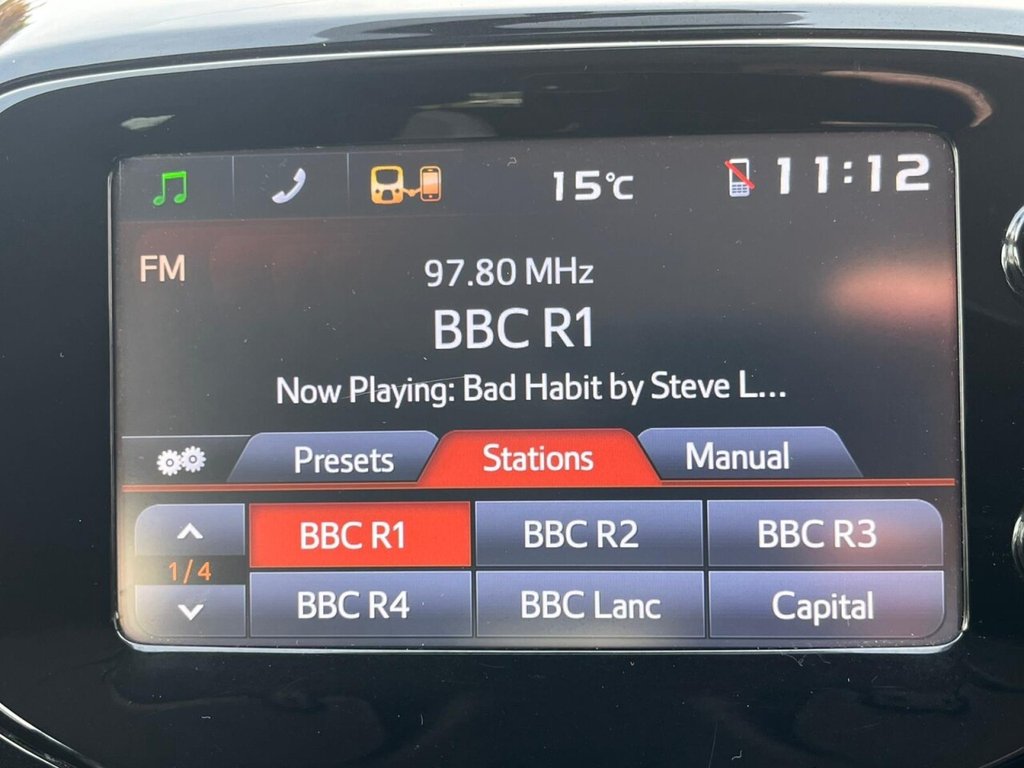 15°C 11:12
FM
97.80 MHz
BBC R1
Now Playing: Bad Habit by Steve L...
Presets Stations Manual
BBC R1 BBC R2 BBC R3
1/4
BBC R4 BBC Lanc Capital